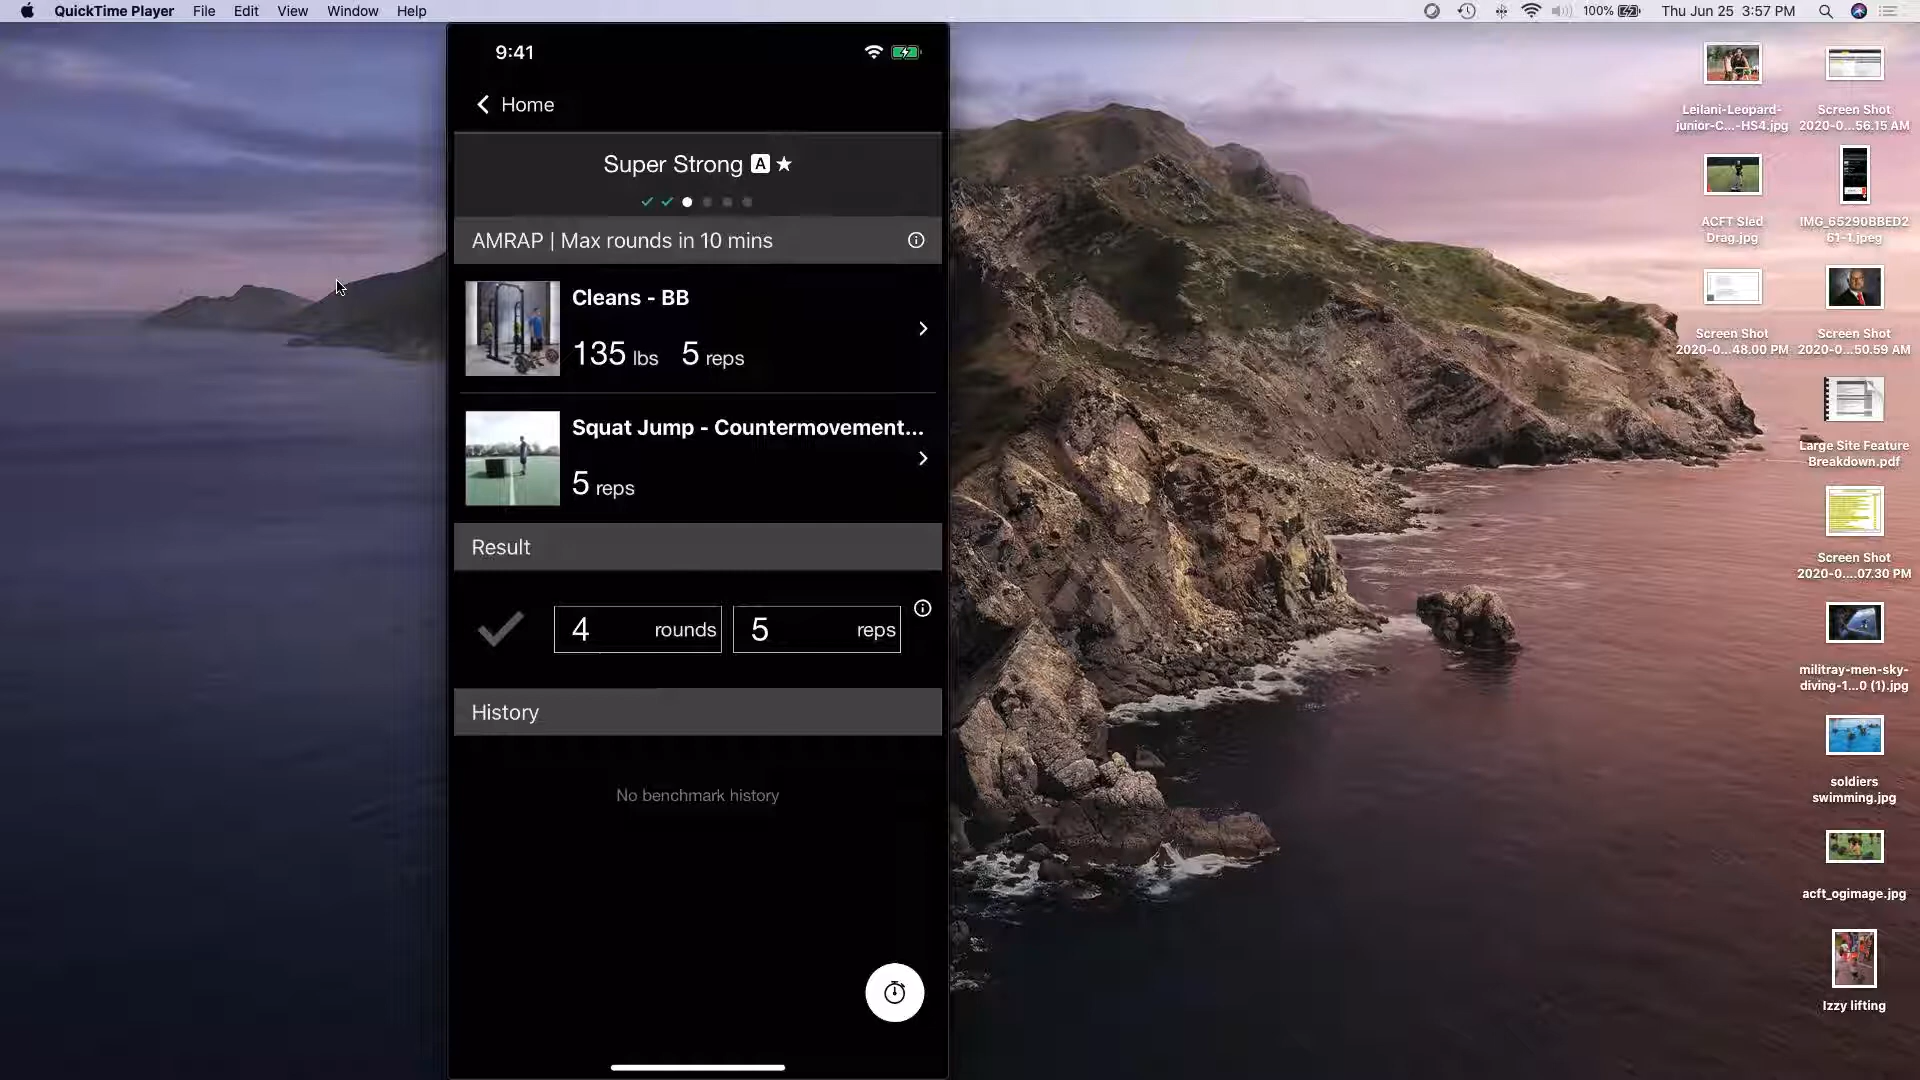 QuickTime Player File Edit View Window Help
100% Thu Jun 25 3:57 PM
9:41
Home
Super Strong A
AMRAP | Max rounds in 10 mins
Cleans - BB
135 lbs 5 reps
Squat Jump - Countermovement...
5 reps
Result
4 rounds 5 reps
History
No benchmark history
Leilani-Leopard-
junior-C...-HS4.jpg
Screen Shot
2020-0...56.15 AM
ACFT Sled
Drag.jpg
IMG_65290BBED2
61-1.jpeg
Screen Shot
2020-0...48.00 PM
Screen Shot
2020-0...50.59 AM
Large Site Feature
Breakdown.pdf
Screen Shot
2020-0....07.30 PM
militray-men-sky-
diving-1...0 (1).jpg
soldiers
swimming.jpg
acft_ogimage.jpg
Izzy lifting